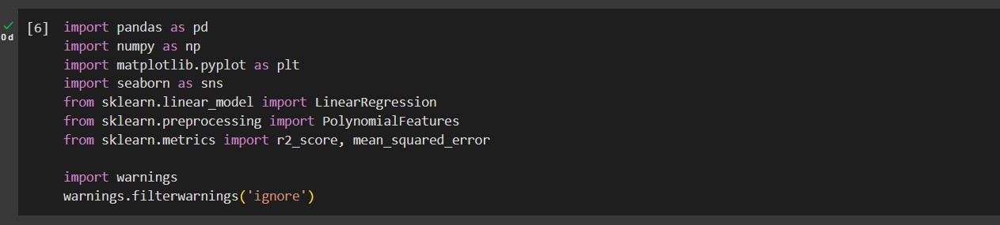 [6] import pandas as pd
0d import numpy as np
import matplotlib.pyplot as plt
import seaborn as sns
from sklearn.linear_model import LinearRegression
from sklearn.preprocessing import PolynomialFeatures
from sklearn.metrics import r2_score, mean_squared_error
import warnings
warnings.filterwarnings('ignore')